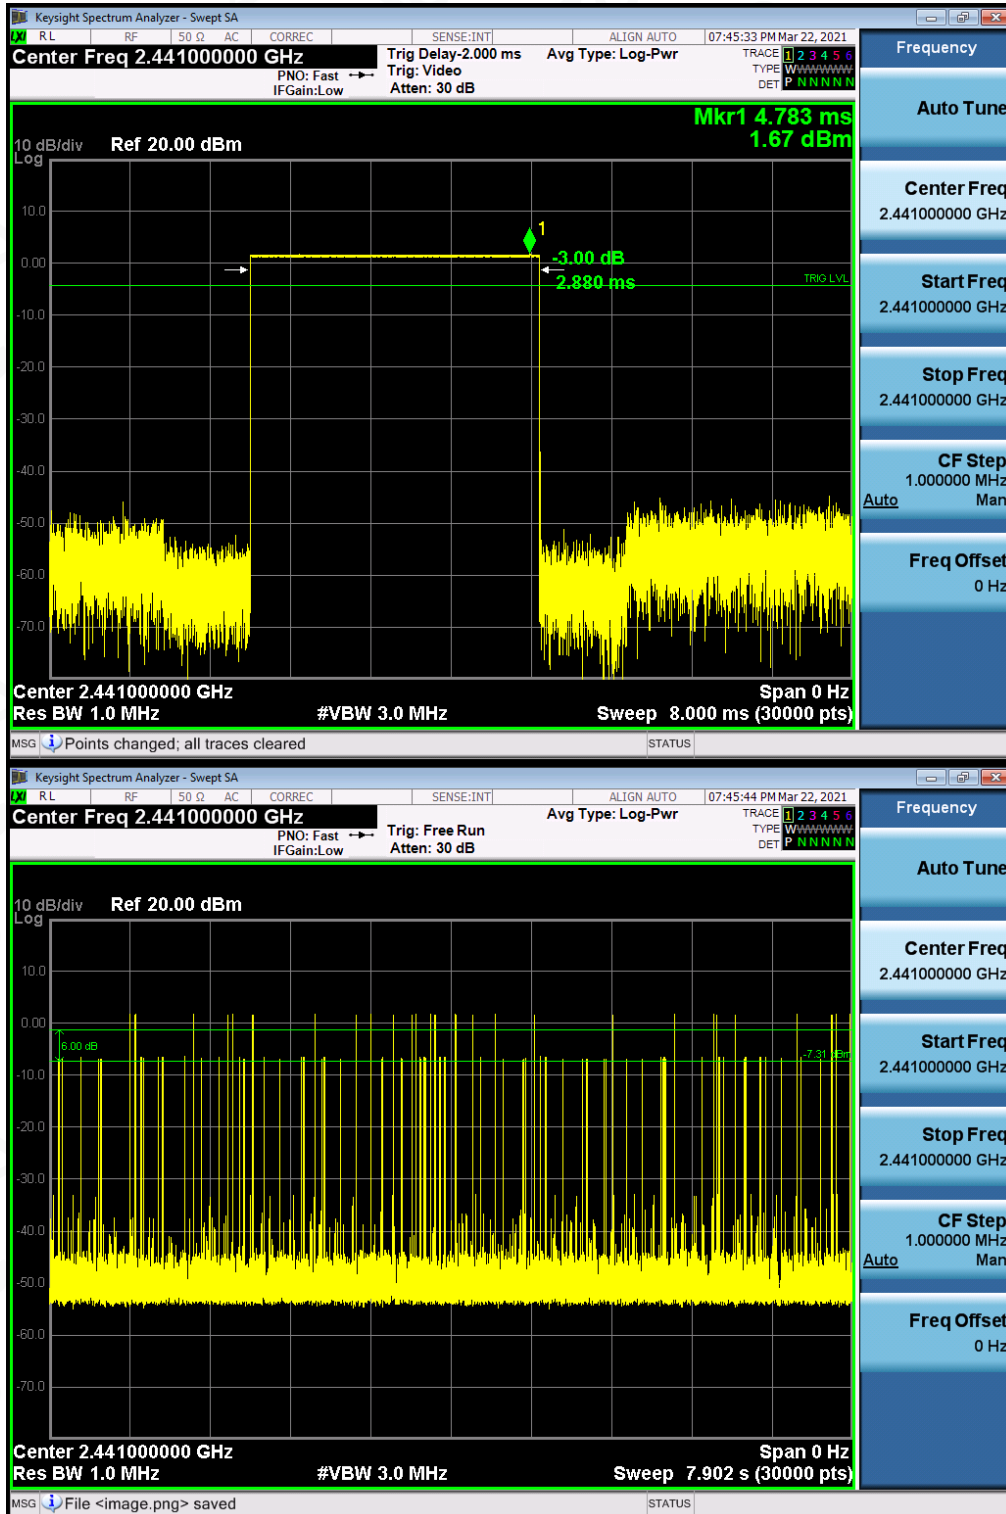 Keysight Spectrum Analyzer - Swept SA
LXI RL RF 50 Ω AC CORREC SENSE:INT ALIGN AUTO 07:45:33 PM Mar 22, 2021
Center Freq 2.441000000 GHz Trig Delay-2.000 ms Avg Type: Log-Pwr TRACE 1 2 3 4 5 6
PNO: Fast Trig: Video TYPE WWWWWW
IFGain:Low Atten: 30 dB DET P N N N N N
Mkr1 4.783 ms
1.67 dBm
10 dB/div Ref 20.00 dBm
Log
10.0
1
0.00
-3.00 dB
2.880 ms
TRIG LVL
-10.0
-20.0
-30.0
-40.0
-50.0
-60.0
-70.0
Center 2.441000000 GHz Span 0 Hz
Res BW 1.0 MHz #VBW 3.0 MHz Sweep 8.000 ms (30000 pts)
MSG Points changed; all traces cleared STATUS
Frequency
Auto Tune
Center Freq
2.441000000 GHz
Start Freq
2.441000000 GHz
Stop Freq
2.441000000 GHz
CF Step
1.000000 MHz
Auto Man
Freq Offset
0 Hz
Keysight Spectrum Analyzer - Swept SA
LXI RL RF 50 Ω AC CORREC SENSE:INT ALIGN AUTO 07:45:44 PM Mar 22, 2021
Center Freq 2.441000000 GHz Avg Type: Log-Pwr TRACE 1 2 3 4 5 6
PNO: Fast Trig: Free Run TYPE WWWWWW
IFGain:Low Atten: 30 dB DET P N N N N N
10 dB/div Ref 20.00 dBm
Log
10.0
0.00
6.00 dB
-7.31 dBm
-10.0
-20.0
-30.0
-40.0
-50.0
-60.0
-70.0
Center 2.441000000 GHz Span 0 Hz
Res BW 1.0 MHz #VBW 3.0 MHz Sweep 7.902 s (30000 pts)
MSG File <image.png> saved STATUS
Frequency
Auto Tune
Center Freq
2.441000000 GHz
Start Freq
2.441000000 GHz
Stop Freq
2.441000000 GHz
CF Step
1.000000 MHz
Auto Man
Freq Offset
0 Hz